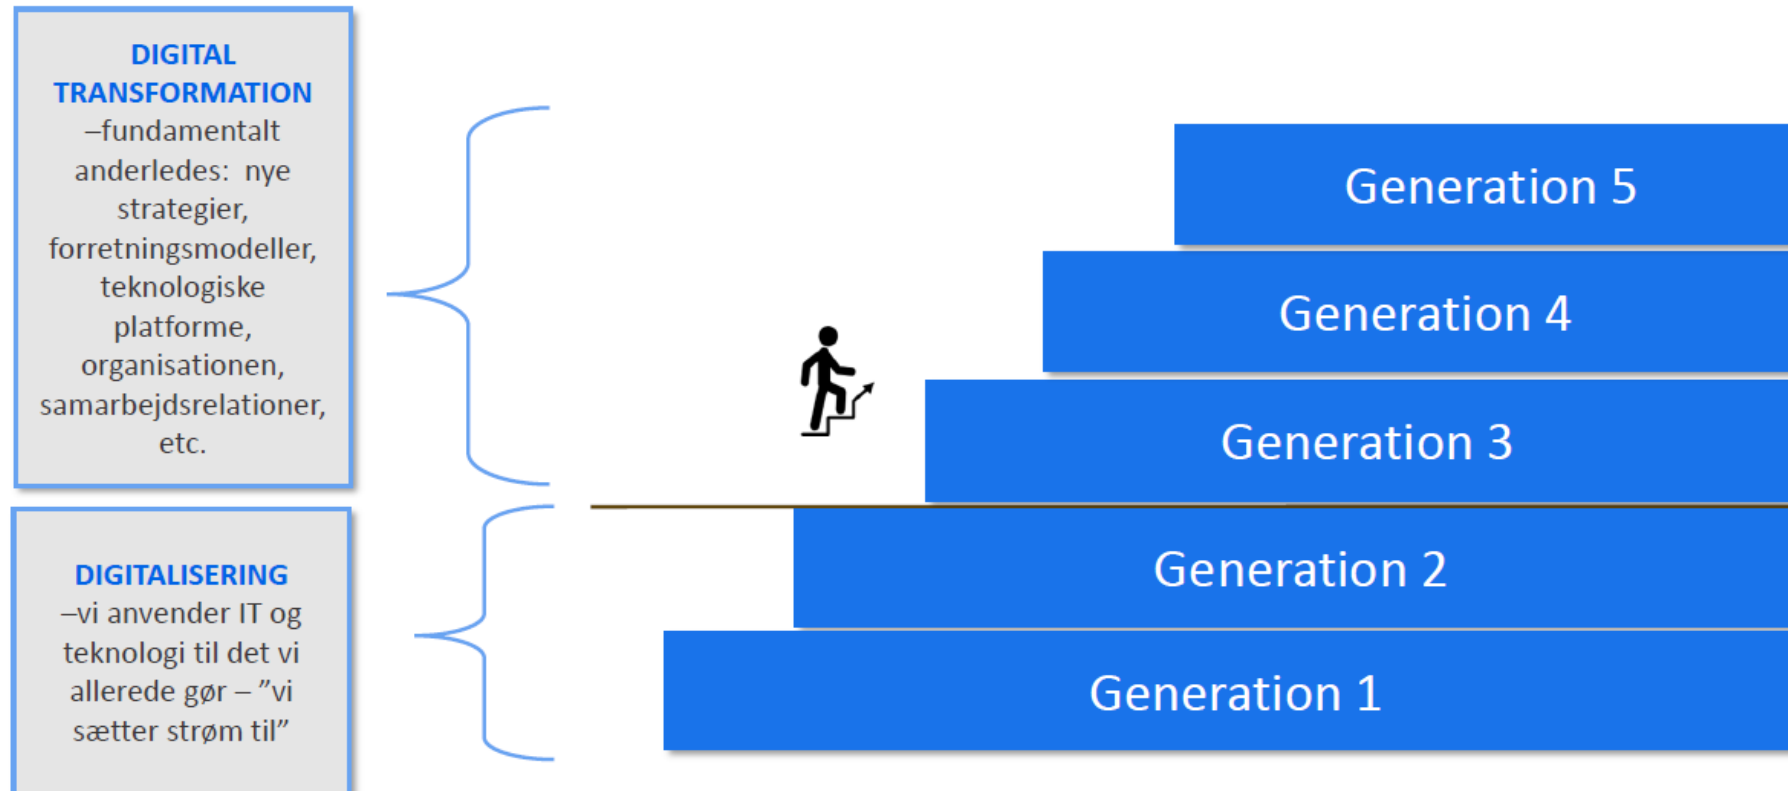 DIGITAL
TRANSFORMATION
–fundamentalt
anderledes:  nye
strategier,
forretningsmodeller,
teknologiske
platforme,
organisationen,
samarbejdsrelationer,
etc.
DIGITALISERING
–vi anvender IT og
teknologi til det vi
allerede gør – ”vi
sætter strøm til”
Generation 5
Generation 4
Generation 3
Generation 2
Generation 1